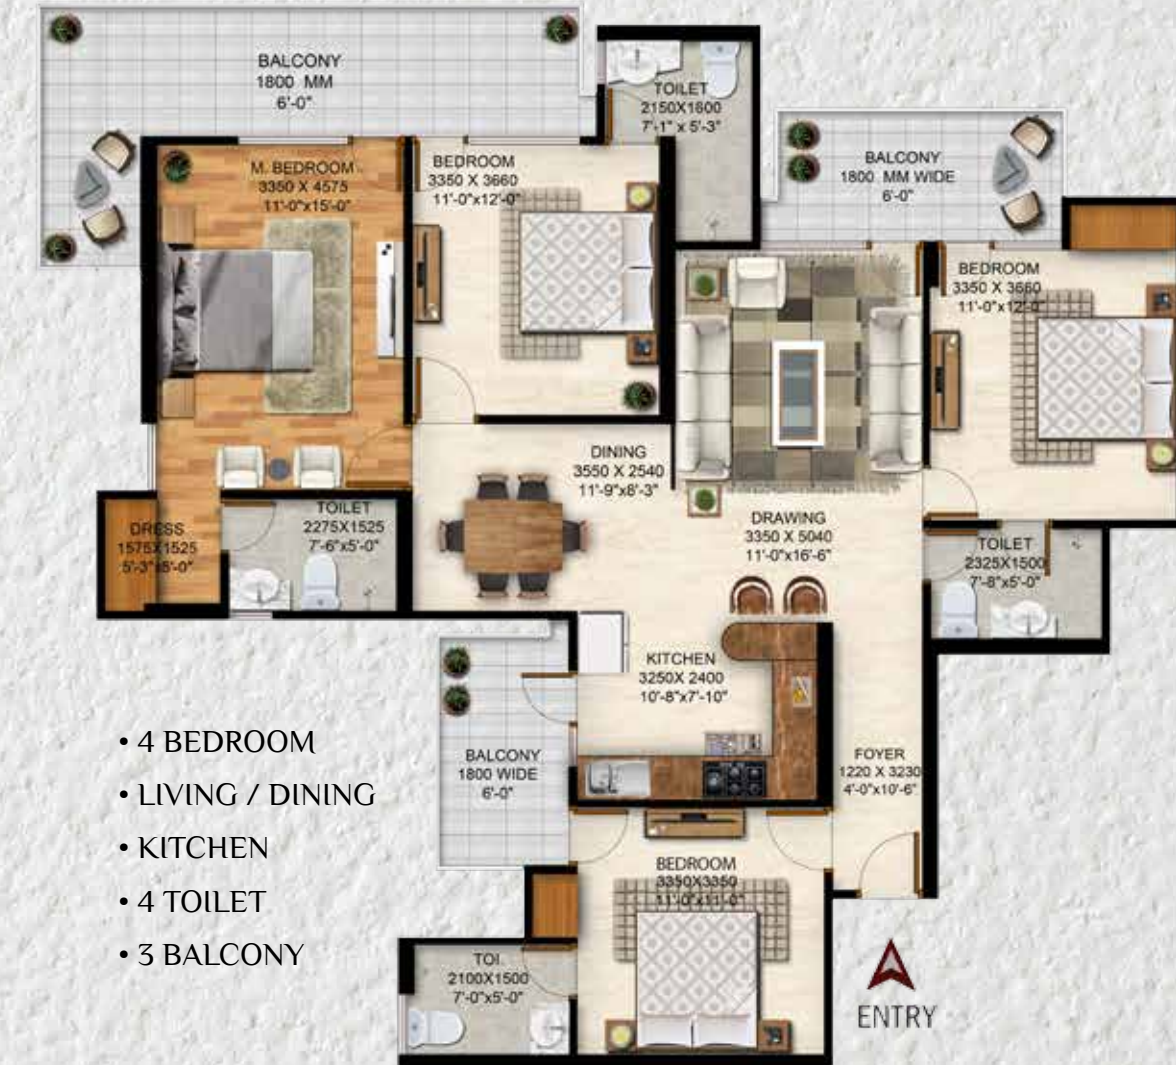 BALCONY
1800 MM
6'-0"
TOILET
2150X1600
7'-1" x 5'-3"
M. BEDROOM
3350 X 4575
11'-0"x15'-0"
BEDROOM
3350 X 3660
11'-0"x12'-0"
BALCONY
1800 MM WIDE
6'-0"
BEDROOM
3350 X 3660
11'-0"x12'-0"
DINING
3550 X 2540
11'-9"x8'-3"
DRAWING
3350 X 5040
11'-0"x16'-6"
DRESS
1575X1525
5'-3"x5'-0"
TOILET
2275X1525
7'-6"x5'-0"
TOILET
2325X1500
7'-8"x5'-0"
KITCHEN
3250X 2400
10'-8"x7'-10"
BALCONY
1800 WIDE
6'-0"
FOYER
1220 X 3230
4'-0"x10'-6"
BEDROOM
3350X3350
11'-0"x11'-0"
TOI.
2100X1500
7'-0"x5'-0"
ENTRY
• 4 BEDROOM
• LIVING / DINING
• KITCHEN
• 4 TOILET
• 3 BALCONY